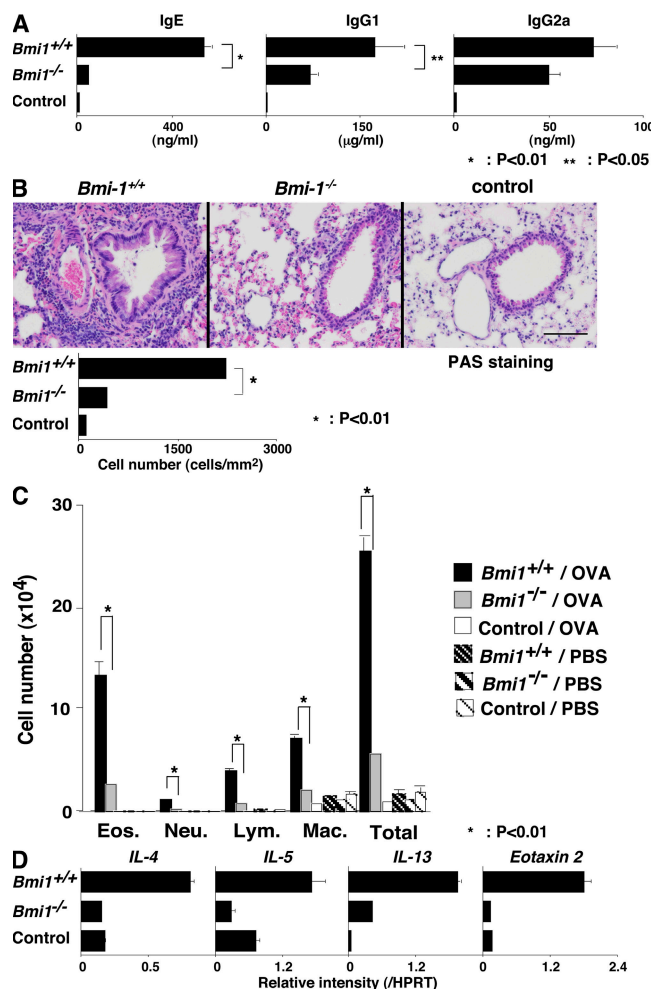 A
IgE IgG1 IgG2a
Bmi1+/+
Bmi1-/-
Control
* **
0 400 0 150 0 100
(ng/ml) (μg/ml) (ng/ml)
* : P<0.01 ** : P<0.05
B
Bmi-1+/+ Bmi-1-/- control
PAS staining
Bmi1+/+
Bmi1-/-
Control
*
* : P<0.01
0 1500 3000
Cell number (cells/mm2)
C
30
20
10
0
Cell number (x104)
* * * * *
Eos. Neu. Lym. Mac. Total
Bmi1+/+ / OVA
Bmi1-/- / OVA
Control / OVA
Bmi1+/+ / PBS
Bmi1-/- / PBS
Control / PBS
* : P<0.01
D
IL-4 IL-5 IL-13 Eotaxin 2
Bmi1+/+
Bmi1-/-
Control
0 0.5 0 1.2 0 1.2 0 1.2 2.4
Relative intensity (/HPRT)